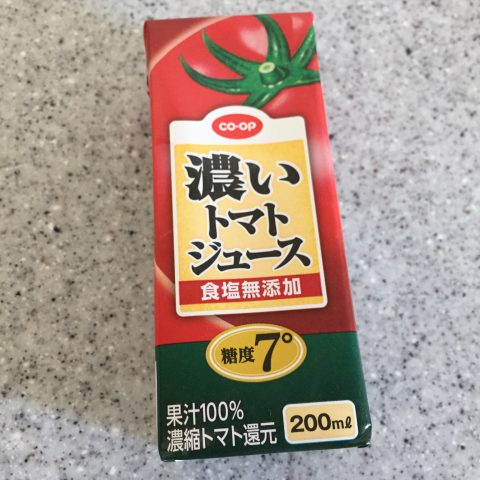 CO-OP
濃い
トマト
ジュース
食塩無添加
糖度7°
果汁100%
濃縮トマト還元
200mℓ